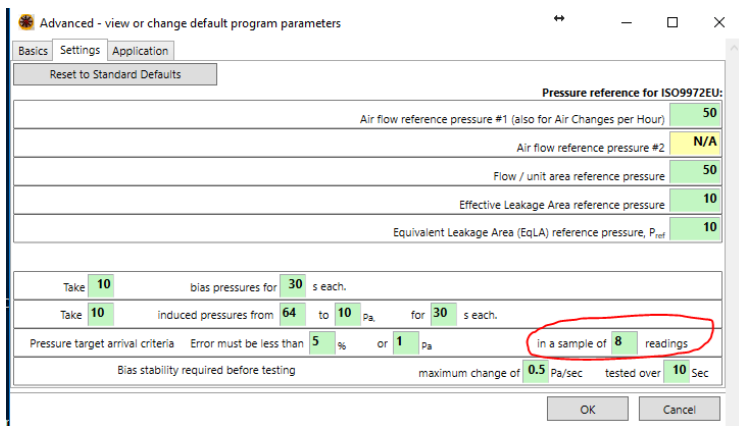 Advanced - view or change default program parameters
Basics Settings Application
Reset to Standard Defaults
Pressure reference for ISO9972EU:
Air flow reference pressure #1 (also for Air Changes per Hour) 50
Air flow reference pressure #2 N/A
Flow / unit area reference pressure 50
Effective Leakage Area reference pressure 10
Equivalent Leakage Area (EqLA) reference pressure, Pref 10
Take 10 bias pressures for 30 s each.
Take 10 induced pressures from 64 to 10 Pa, for 30 s each.
Pressure target arrival criteria Error must be less than 5 % or 1 Pa in a sample of 8 readings
Bias stability required before testing maximum change of 0.5 Pa/sec tested over 10 Sec
OK Cancel